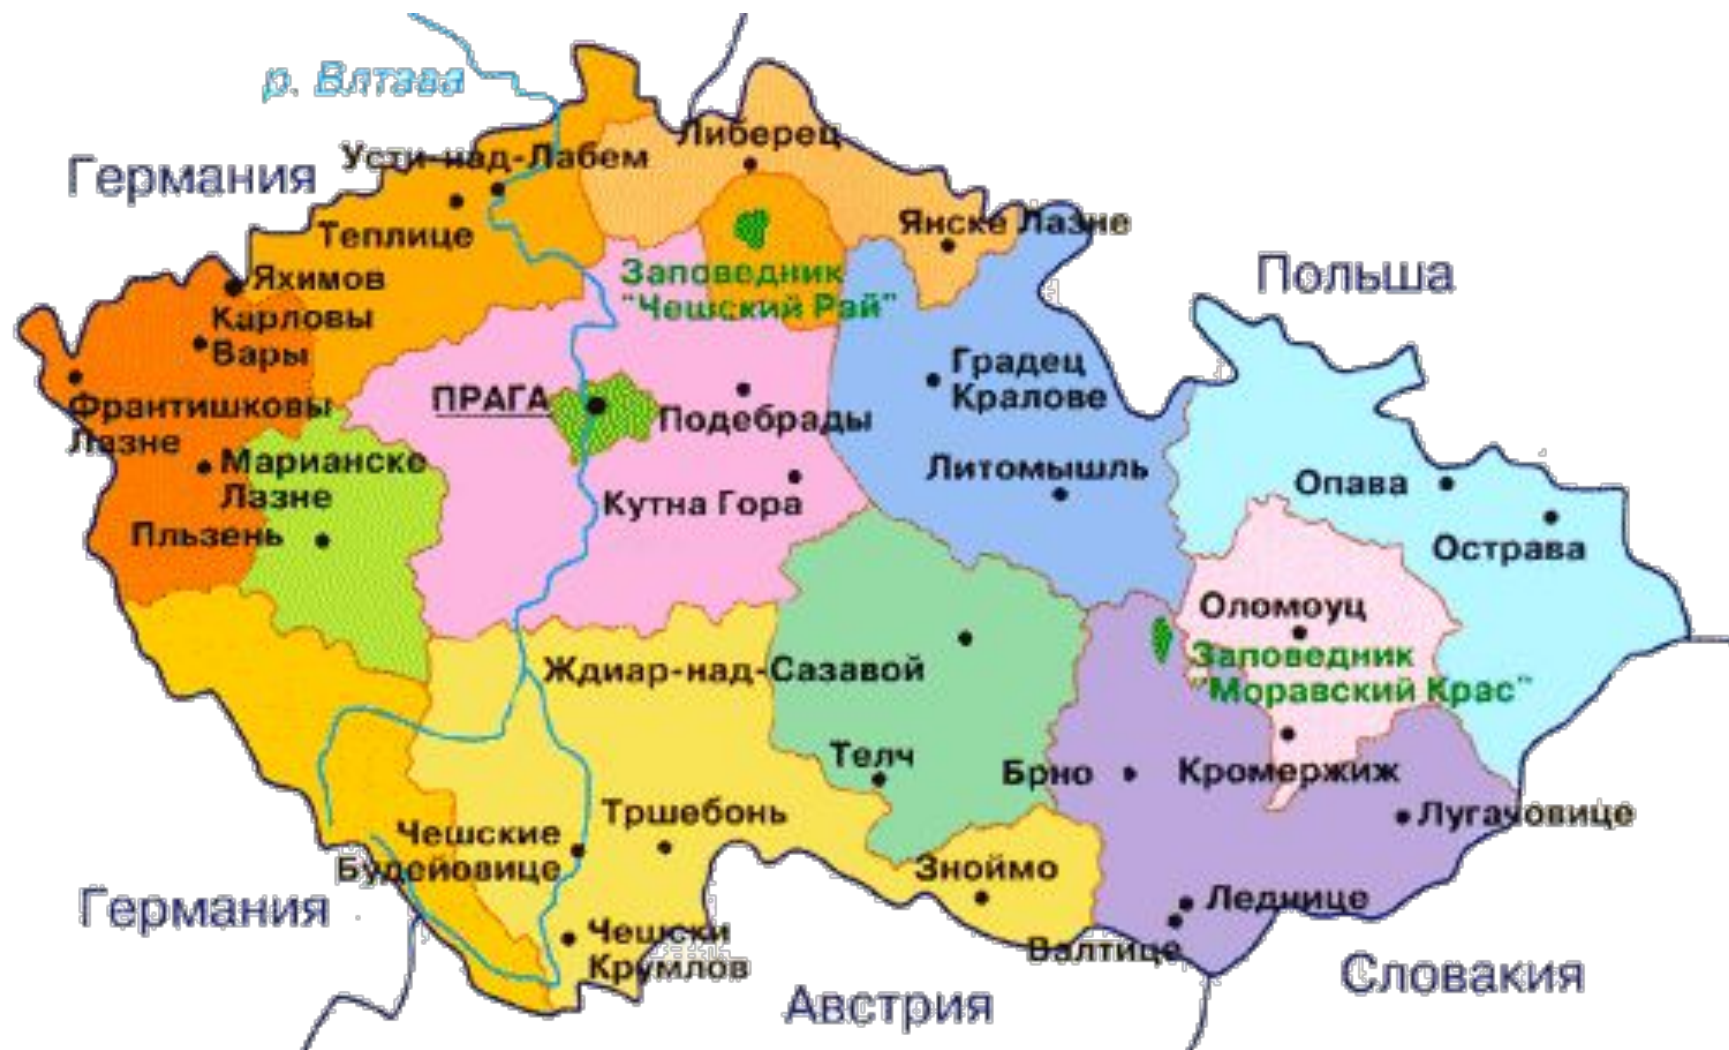 р. Влтава
Германия
Усти-над-Лабем
Либерец
Теплице
Янске Лазне
Яхимов
Заповедник
"Чешский Рай"
Польша
Карловы
Вары
Градец
Кралове
ПРАГА
Подебрады
Франтишковы
Лазне
Марианске
Лазне
Литомышль
Опава
Кутна Гора
Пльзень
Острава
Оломоуц
Заповедник
"Моравский Крас"
Ждиар-над-Сазавой
Телч
Брно
Кромержиж
Тршебонь
Лугачовице
Чешские
Будейовице
Зноймо
Германия
Леднице
Чешски
Крумлов
Валтице
Словакия
Австрия